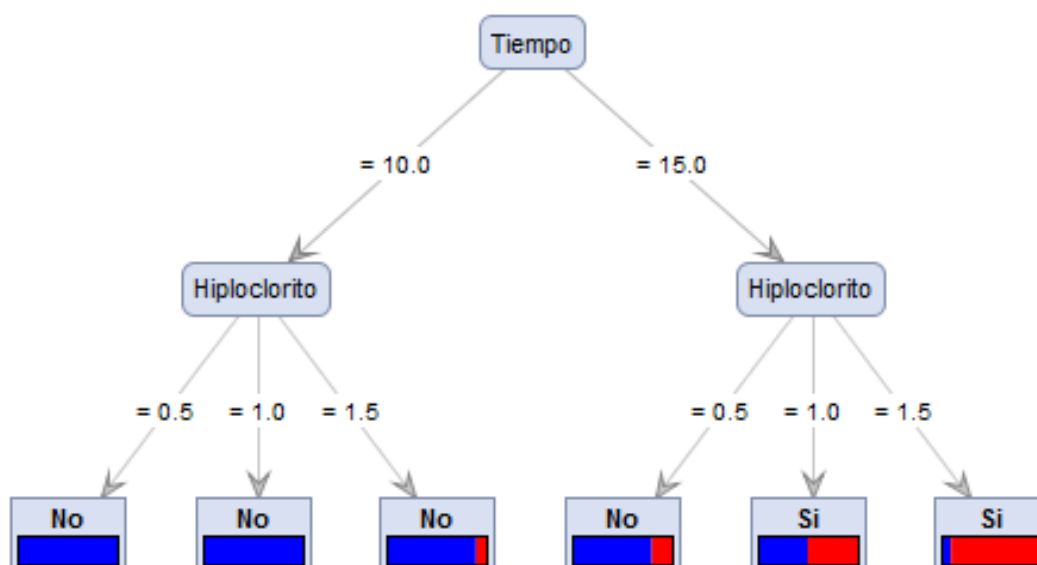 Tiempo
= 10.0
= 15.0
Hiploclorito
Hiploclorito
= 0.5
= 1.0
= 1.5
= 0.5
= 1.0
= 1.5
No
No
No
No
Si
Si